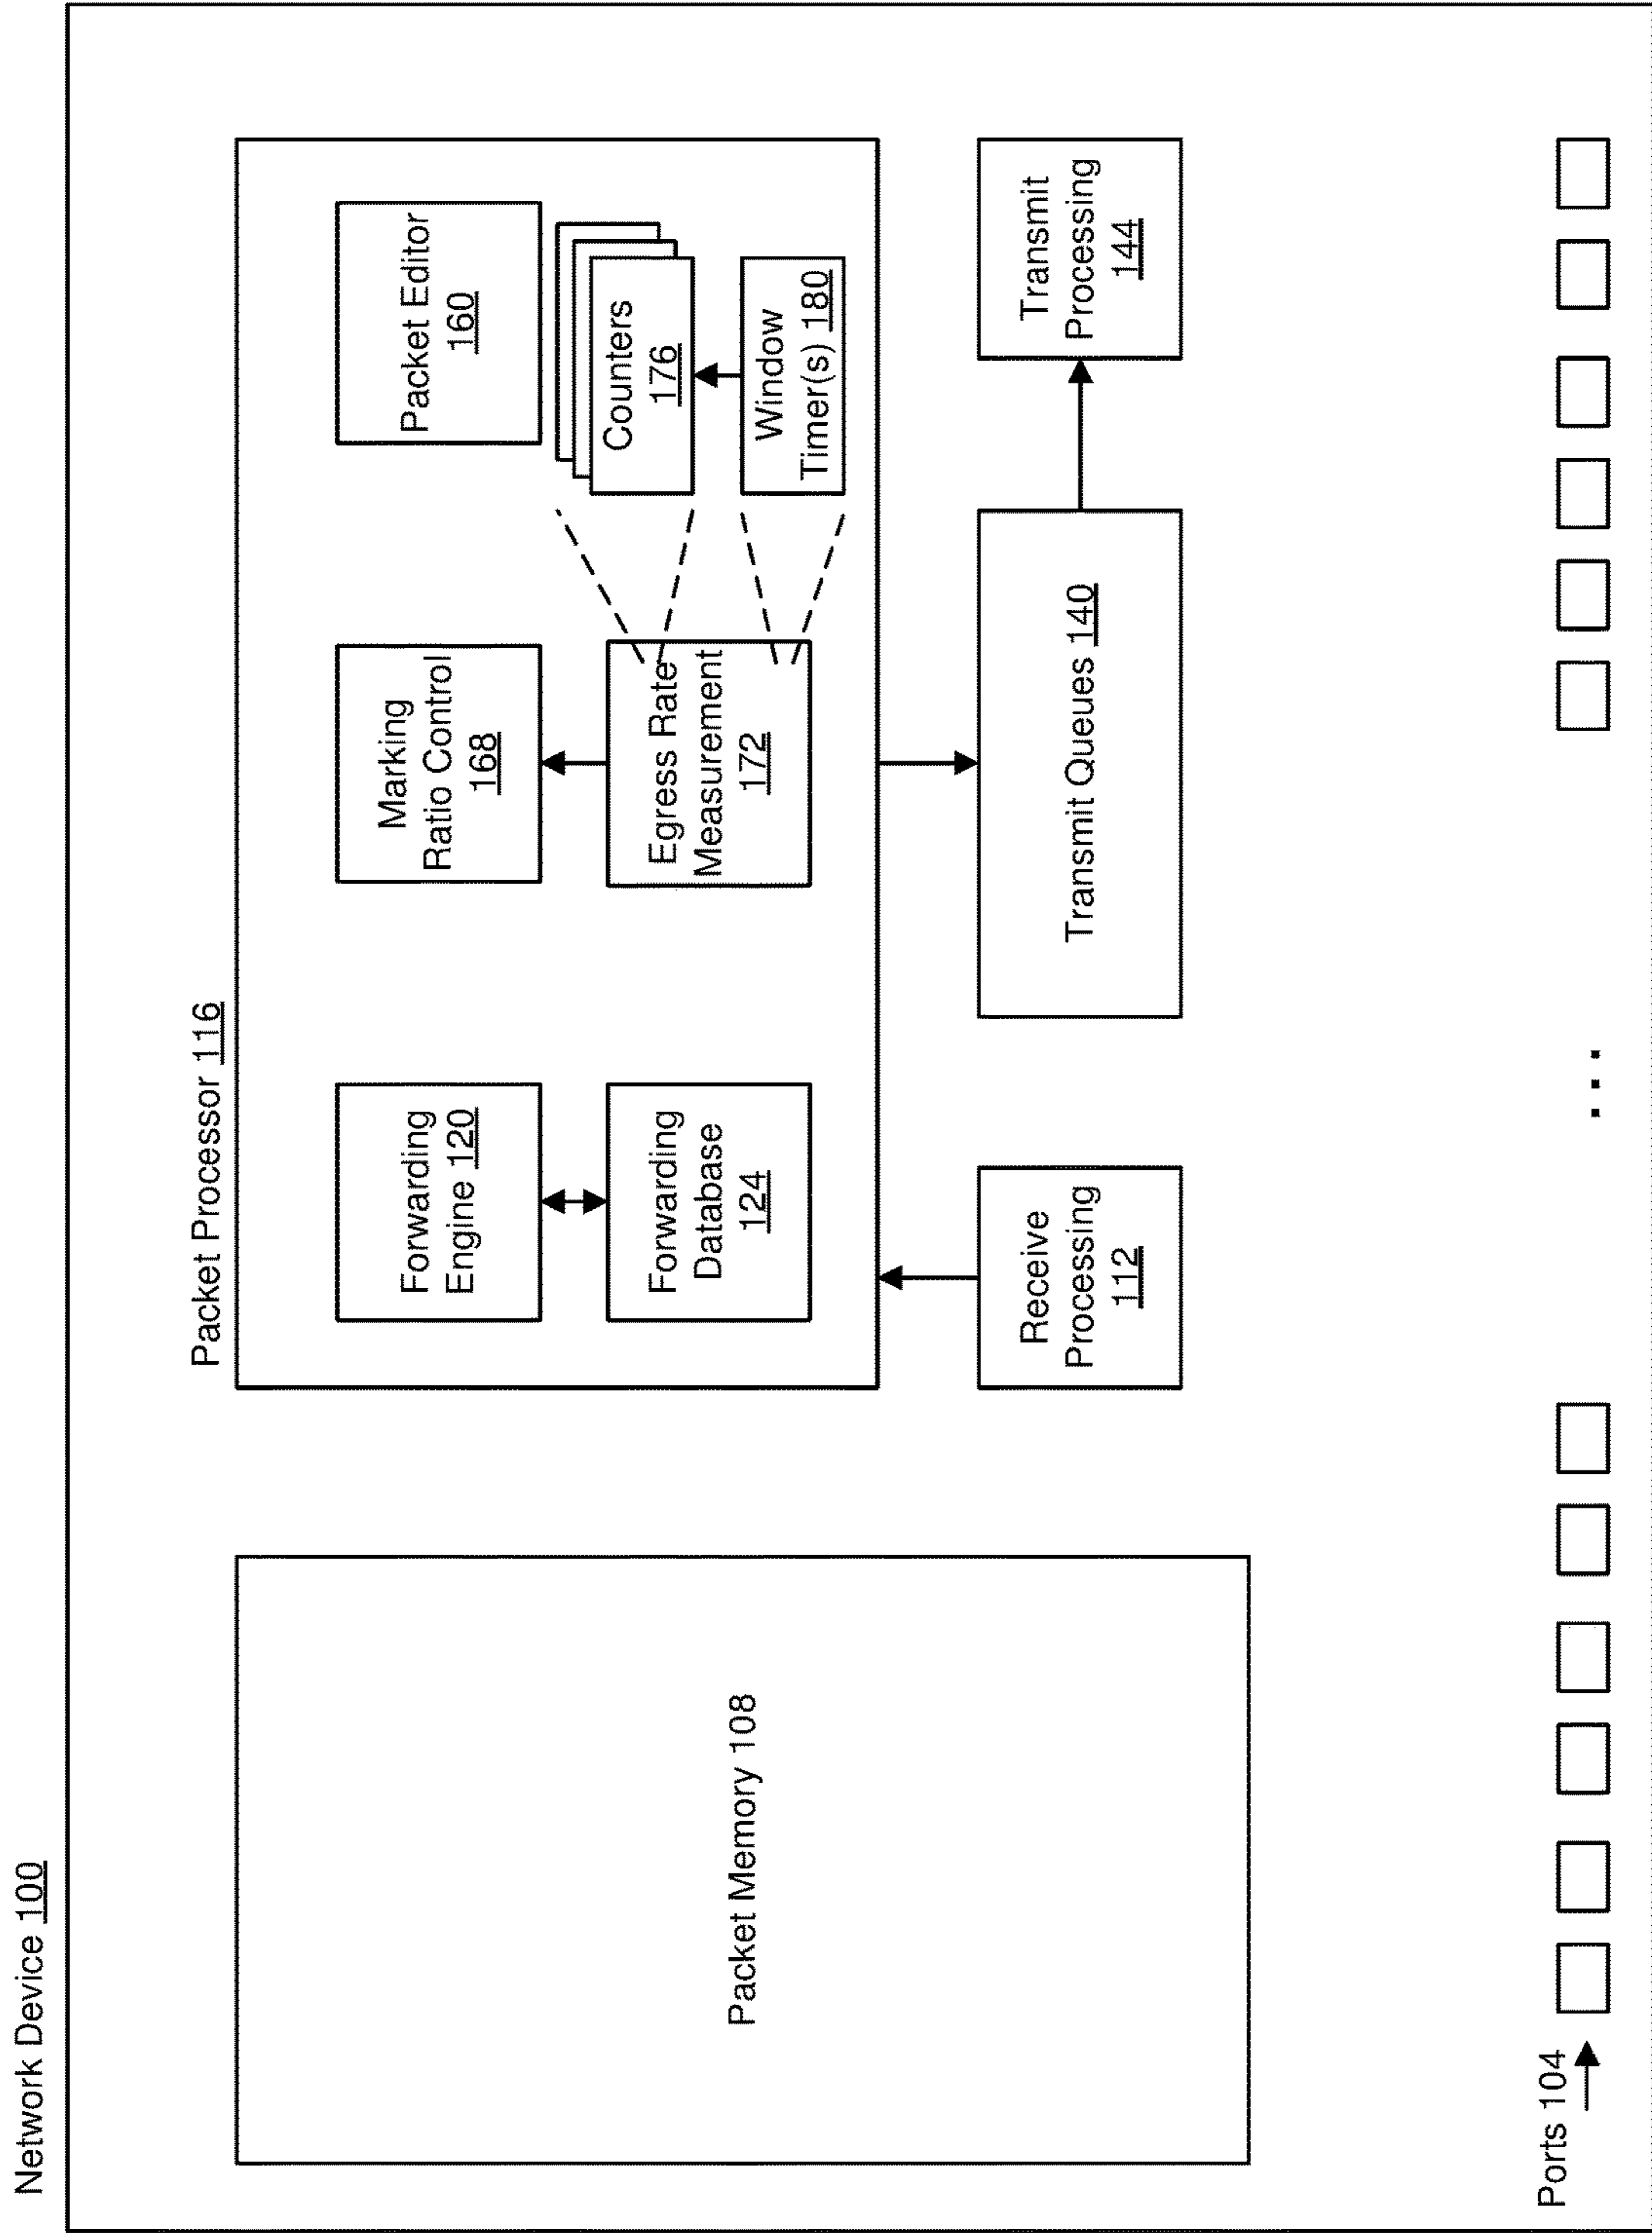 Network Device 100
Packet Processor 116
Packet Memory 108
Forwarding
Engine 120
Forwarding
Database
124
Marking
Ratio Control
168
Egress Rate
Measurement
172
Packet Editor
160
Counters
176
Window
Timer(s) 180
Receive
Processing
112
Transmit Queues 140
Transmit
Processing
144
Ports 104
...